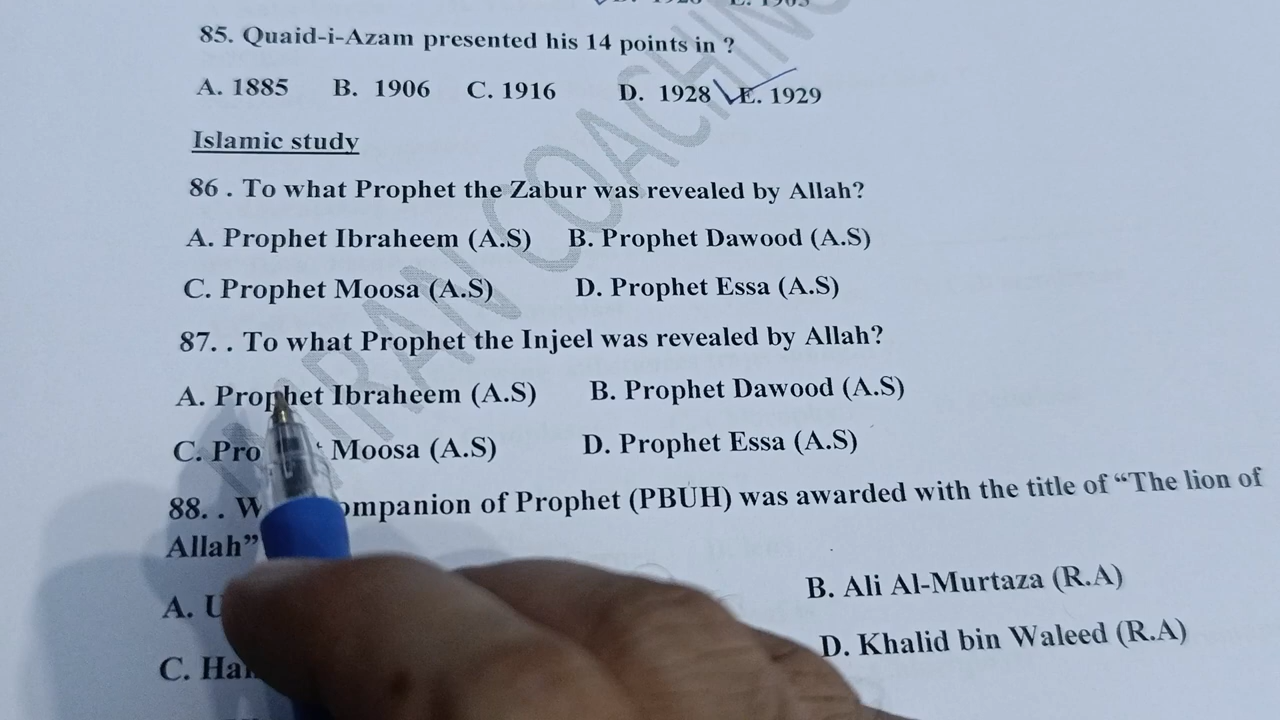 85. Quaid-i-Azam presented his 14 points in ?
A. 1885 B. 1906 C. 1916 D. 1928 E. 1929
Islamic study
86 . To what Prophet the Zabur was revealed by Allah?
A. Prophet Ibraheem (A.S) B. Prophet Dawood (A.S)
C. Prophet Moosa (A.S) D. Prophet Essa (A.S)
87. . To what Prophet the Injeel was revealed by Allah?
A. Prophet Ibraheem (A.S) B. Prophet Dawood (A.S)
C. Moosa (A.S) D. Prophet Essa (A.S)
88. . of Prophet (PBUH) was awarded with the title of “The lion of
Allah”
A. B. Ali Al-Murtaza (R.A)
C. D. Khalid bin Waleed (R.A)
COACHING